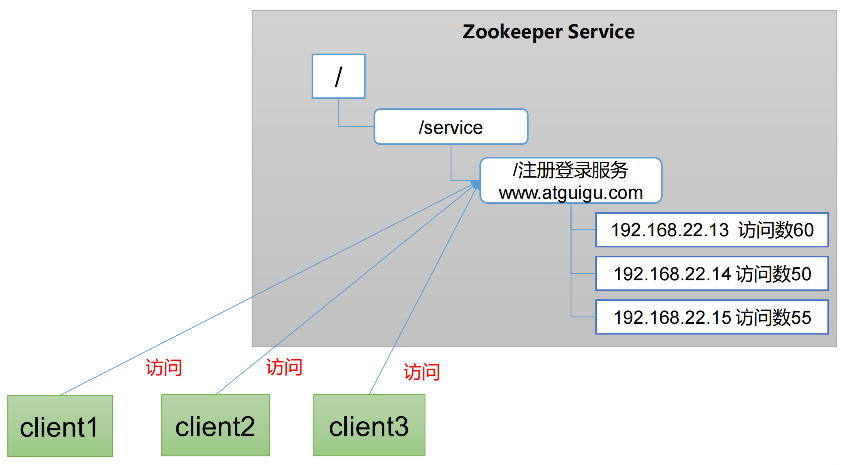 Zookeeper Service
/
/service
/注册登录服务
www.atguigu.com
192.168.22.13 访问数60
192.168.22.14 访问数50
192.168.22.15 访问数55
访问
访问
访问
client1
client2
client3